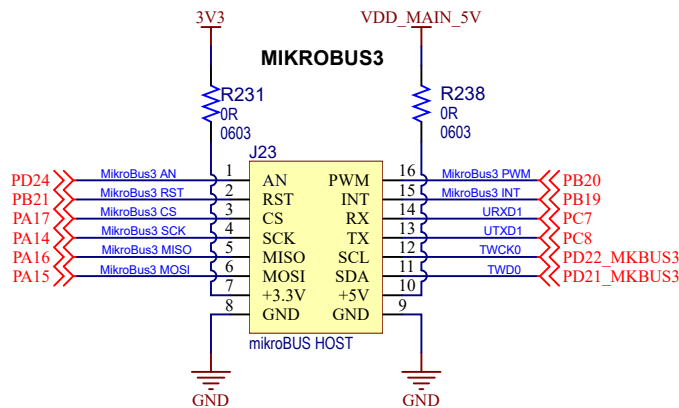 3V3 VDD_MAIN_5V
MIKROBUS3
R231 R238
0R 0R
0603 0603
J23
PD24 MikroBus3 AN 1 AN PWM 16 MikroBus3 PWM PB20
PB21 MikroBus3 RST 2 RST INT 15 MikroBus3 INT PB19
PA17 MikroBus3 CS 3 CS RX 14 URXD1 PC7
PA14 MikroBus3 SCK 4 SCK TX 13 UTXD1 PC8
PA16 MikroBus3 MISO 5 MISO SCL 12 TWCK0 PD22_MKBUS3
PA15 MikroBus3 MOSI 6 MOSI SDA 11 TWD0 PD21_MKBUS3
7 +3.3V +5V 10
8 GND GND 9
mikroBUS HOST
GND GND